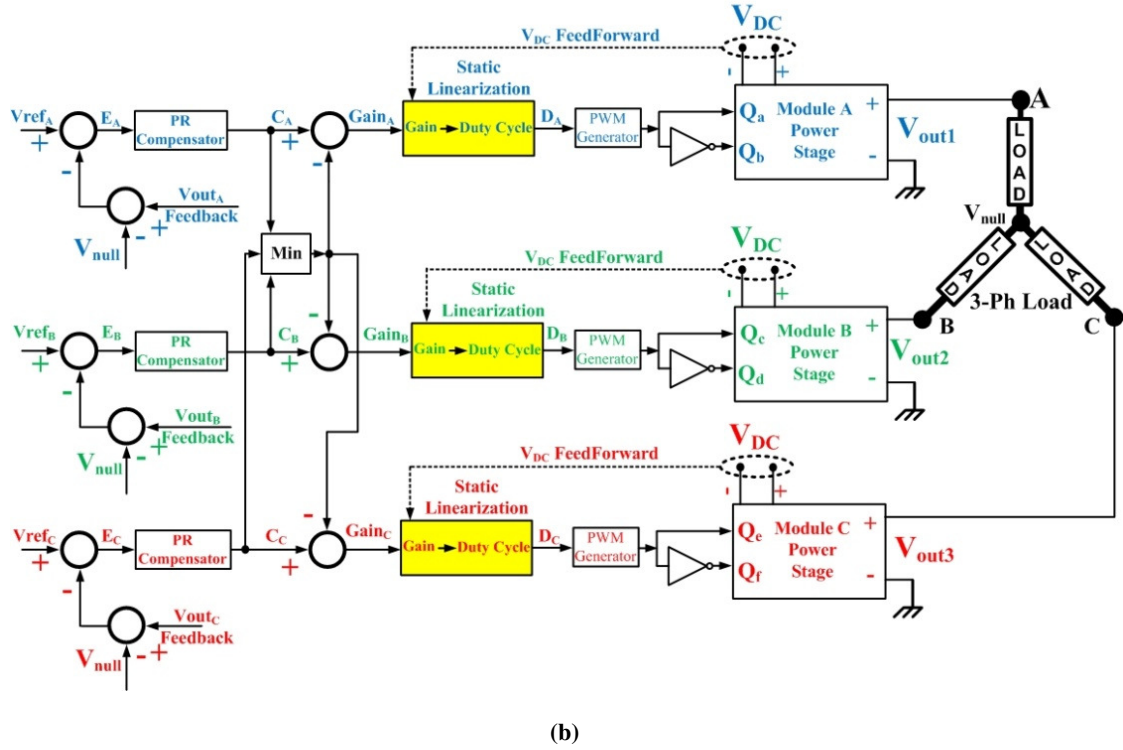 V_DC
V_DC FeedForward
Static
Linearization
Vref_A
+
E_A
PR
Compensator
C_A
+
-
Gain_A
Gain → Duty Cycle
D_A
PWM
Generator
Q_a
Q_b
- +
Module A
Power
Stage
+
-
V_out1
A
LOAD
-
Vout_A
Feedback
+
-
V_null
Min
V_null
LOAD
LOAD
3-Ph Load
B
C
V_DC
V_DC FeedForward
Static
Linearization
Vref_B
+
E_B
PR
Compensator
C_B
+
-
Gain_B
Gain → Duty Cycle
D_B
PWM
Generator
Q_c
Q_d
- +
Module B
Power
Stage
+
-
V_out2
-
Vout_B
Feedback
+
-
V_null
V_DC
V_DC FeedForward
Static
Linearization
Vref_C
+
E_C
PR
Compensator
C_C
+
-
Gain_C
Gain → Duty Cycle
D_C
PWM
Generator
Q_e
Q_f
- +
Module C
Power
Stage
+
-
V_out3
-
Vout_C
Feedback
+
-
V_null
(b)